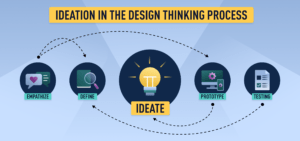 IDEATION IN THE DESIGN THINKING PROCESS
EMPATHIZE
DEFINE
IDEATE
PROTOTYPE
TESTING